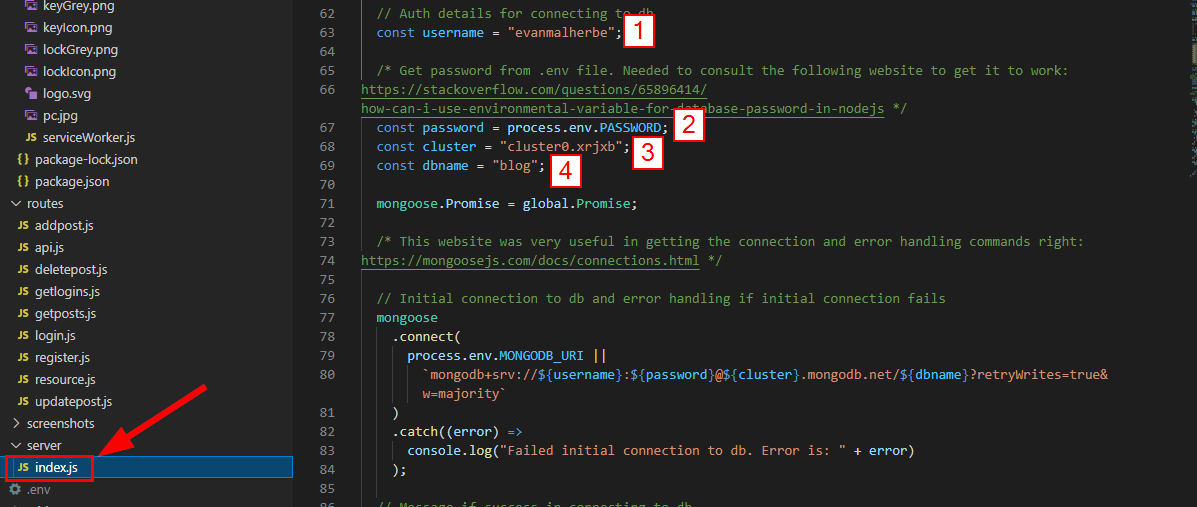 keyGrey.png
keyIcon.png
lockGrey.png
lockIcon.png
logo.svg
pc.jpg
JS serviceWorker.js
{} package-lock.json
{} package.json
routes
JS addpost.js
JS api.js
JS deletepost.js
JS getlogins.js
JS getposts.js
JS login.js
JS register.js
JS resource.js
JS updatepost.js
screenshots
server
JS index.js
.env
62 // Auth details for connecting to db
63 const username = "evanmalherbe"; 1
64
65 /* Get password from .env file. Needed to consult the following website to get it to work:
66 https://stackoverflow.com/questions/65896414/
how-can-i-use-environmental-variable-for-database-password-in-nodejs */
67 const password = process.env.PASSWORD; 2
68 const cluster = "cluster0.xrjxb"; 3
69 const dbname = "blog"; 4
70
71 mongoose.Promise = global.Promise;
72
73 /* This website was very useful in getting the connection and error handling commands right:
74 https://mongoosejs.com/docs/connections.html */
75
76 // Initial connection to db and error handling if initial connection fails
77 mongoose
78 .connect(
79 process.env.MONGODB_URI ||
80 `mongodb+srv://${username}:${password}@${cluster}.mongodb.net/${dbname}?retryWrites=true&
w=majority`
81 )
82 .catch((error) =>
83 console.log("Failed initial connection to db. Error is: " + error)
84 );
85
86 // Message if success in connecting to db